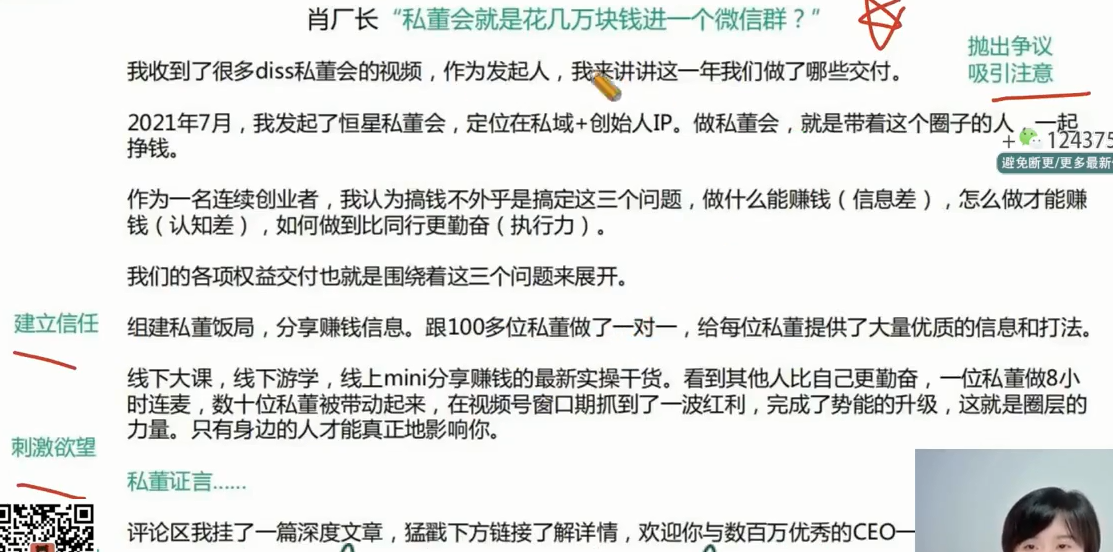 肖厂长 “私董会就是花几万块钱进一个微信群？”
抛出争议
吸引注意
我收到了很多diss私董会的视频，作为发起人，我来讲讲这一年我们做了哪些交付。
2021年7月，我发起了恒星私董会，定位在私域+创始人IP。做私董会，就是带着这个圈子的人，一起
挣钱。
+ 124375
避免断更/更多最新
作为一名连续创业者，我认为搞钱不外乎是搞定这三个问题，做什么能赚钱（信息差），怎么做才能赚
钱（认知差），如何做到比同行更勤奋（执行力）。
我们的各项权益交付也就是围绕着这三个问题来展开。
建立信任
组建私董饭局，分享赚钱信息。跟100多位私董做了一对一，给每位私董提供了大量优质的信息和打法。
线下大课，线下游学，线上mini分享赚钱的最新实操干货。看到其他人比自己更勤奋，一位私董做8小
时连麦，数十位私董被带动起来，在视频号窗口期抓到了一波红利，完成了势能的升级，这就是圈层的
力量。只有身边的人才能真正地影响你。
刺激欲望
私董证言……
评论区我挂了一篇深度文章，猛戳下方链接了解详情，欢迎你与数百万优秀的CEO一